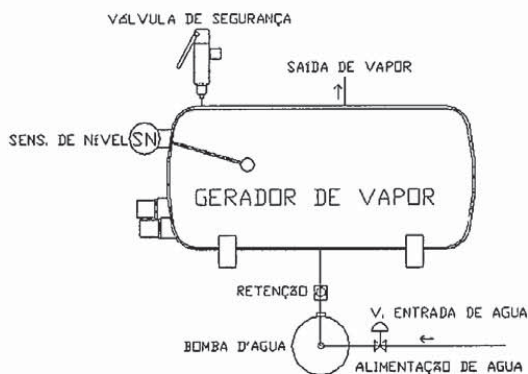 VÁLVULA DE SEGURANÇA
SAÍDA DE VAPOR
SENS. DE NÍVEL
SN
GERADOR DE VAPOR
RETENÇÃO
V. ENTRADA DE AGUA
BOMBA D'AGUA
ALIMENTAÇÃO DE AGUA